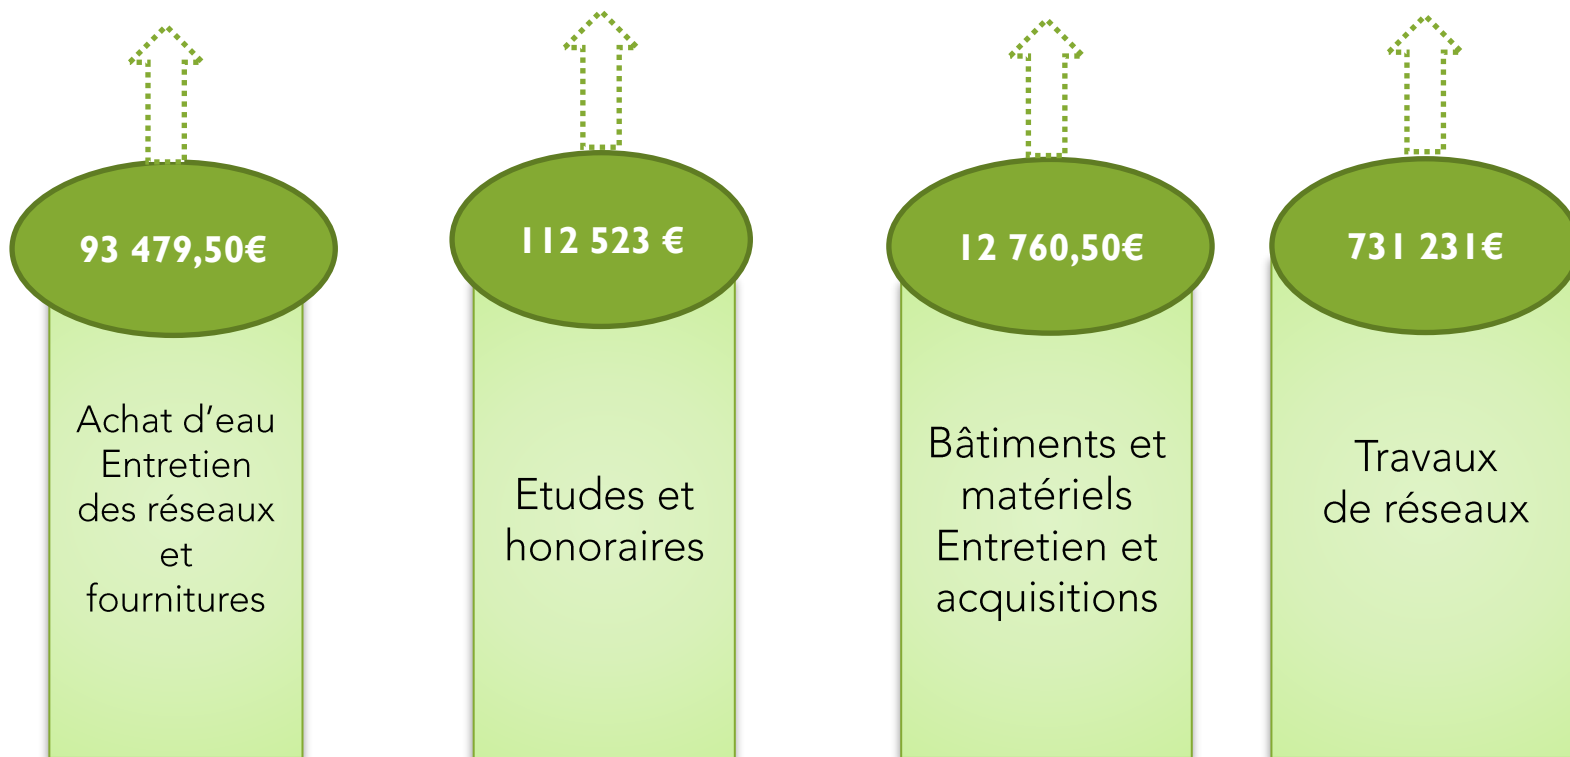 93 479,50€
Achat d’eau
Entretien
des réseaux
et
fournitures
112 523 €
Etudes et
honoraires
12 760,50€
Bâtiments et
matériels
Entretien et
acquisitions
731 231€
Travaux
de réseaux